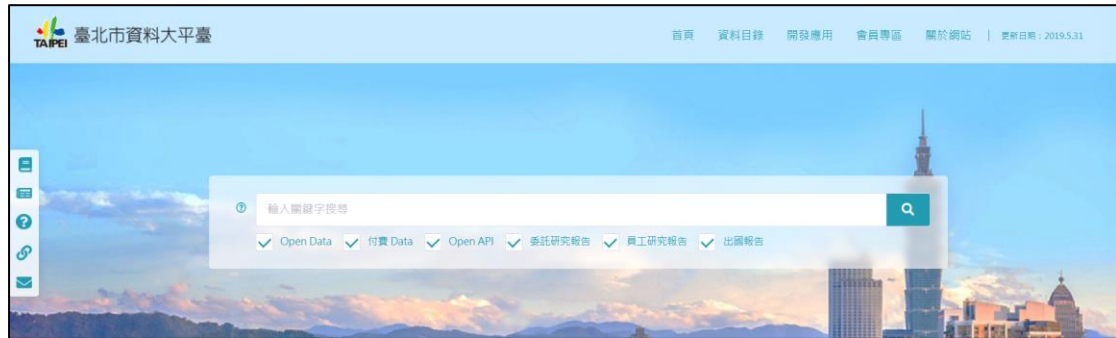 TAIPEI 臺北市資料大平臺 首頁 資料目錄 開發應用 會員專區 關於網站 | 更新日期：2019.5.31
輸入關鍵字搜尋
Open Data 付費 Data Open API 委託研究報告 員工研究報告 出國報告